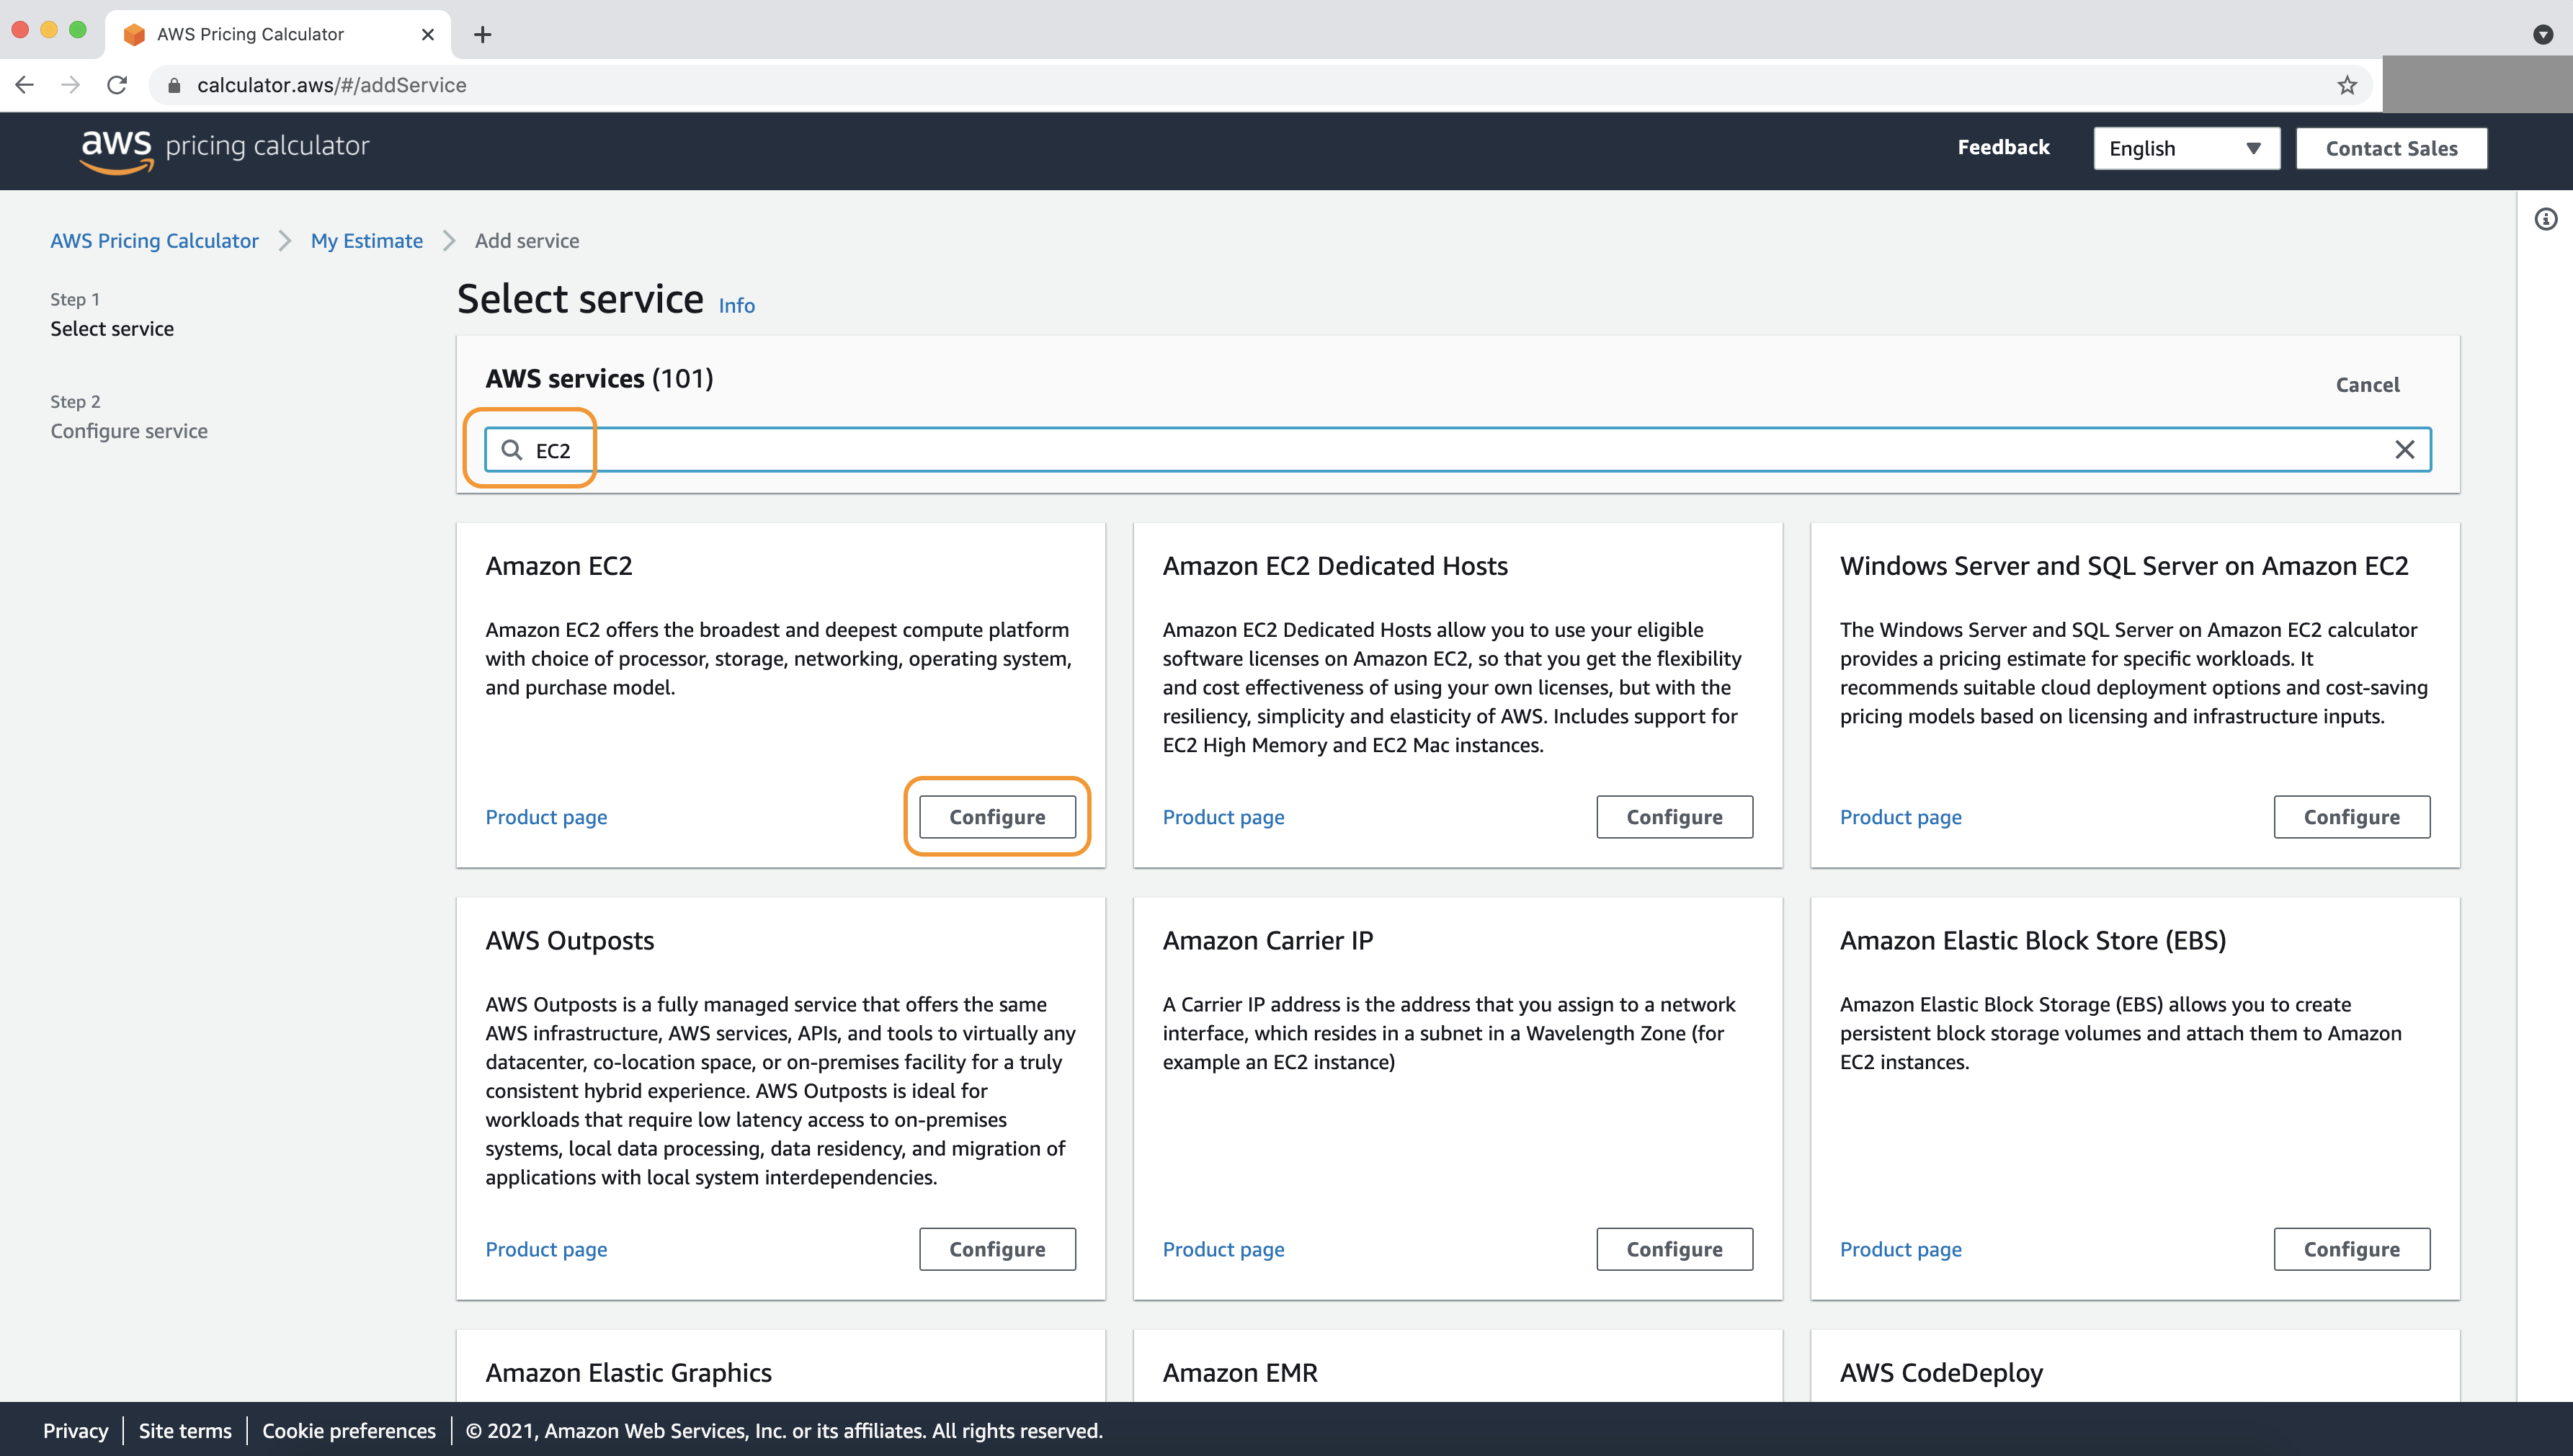 AWS Pricing Calculator
calculator.aws/#/addService
aws pricing calculator
Feedback
English
Contact Sales
AWS Pricing Calculator
My Estimate
Add service
Step 1
Select service
Step 2
Configure service
Select service Info
AWS services (101)
Cancel
EC2
Amazon EC2
Amazon EC2 offers the broadest and deepest compute platform
with choice of processor, storage, networking, operating system,
and purchase model.
Product page
Configure
Amazon EC2 Dedicated Hosts
Amazon EC2 Dedicated Hosts allow you to use your eligible
software licenses on Amazon EC2, so that you get the flexibility
and cost effectiveness of using your own licenses, but with the
resiliency, simplicity and elasticity of AWS. Includes support for
EC2 High Memory and EC2 Mac instances.
Product page
Configure
Windows Server and SQL Server on Amazon EC2
The Windows Server and SQL Server on Amazon EC2 calculator
provides a pricing estimate for specific workloads. It
recommends suitable cloud deployment options and cost-saving
pricing models based on licensing and infrastructure inputs.
Product page
Configure
AWS Outposts
AWS Outposts is a fully managed service that offers the same
AWS infrastructure, AWS services, APIs, and tools to virtually any
datacenter, co-location space, or on-premises facility for a truly
consistent hybrid experience. AWS Outposts is ideal for
workloads that require low latency access to on-premises
systems, local data processing, data residency, and migration of
applications with local system interdependencies.
Product page
Configure
Amazon Carrier IP
A Carrier IP address is the address that you assign to a network
interface, which resides in a subnet in a Wavelength Zone (for
example an EC2 instance)
Product page
Configure
Amazon Elastic Block Store (EBS)
Amazon Elastic Block Storage (EBS) allows you to create
persistent block storage volumes and attach them to Amazon
EC2 instances.
Product page
Configure
Amazon Elastic Graphics
Amazon EMR
AWS CodeDeploy
Privacy
Site terms
Cookie preferences
© 2021, Amazon Web Services, Inc. or its affiliates. All rights reserved.